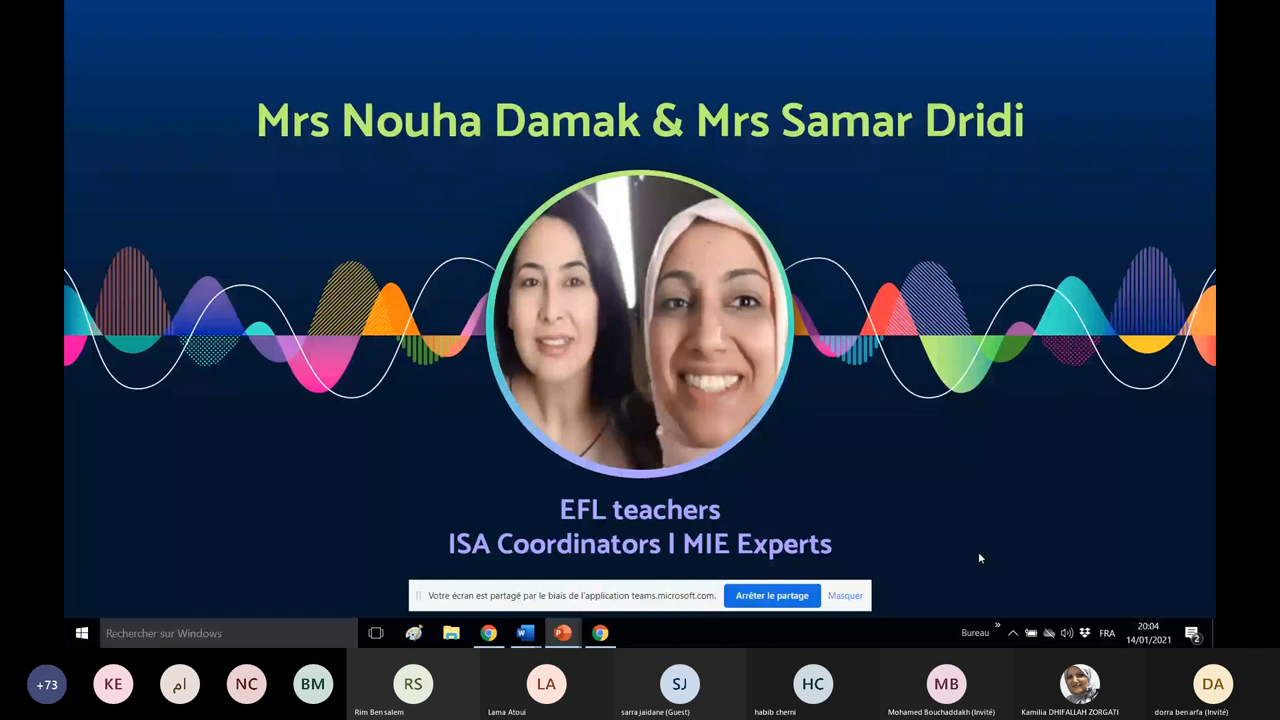 Mrs Nouha Damak & Mrs Samar Dridi
EFL teachers
ISA Coordinators | MIE Experts
Votre écran est partagé par le biais de l'application teams.microsoft.com.
Arrêter le partage
Masquer
Rechercher sur Windows
Bureau
FRA
20:04
14/01/2021
2
+73
KE
ام
NC
BM
RS
LA
SJ
HC
MB
DA
Rim Ben salem
Lama Atoui
sarra jaidane (Guest)
habib cherni
Mohamed Bouchaddakh (Invité)
Kamilia DHIFALLAH ZORGATI
dorra ben arfa (Invité)